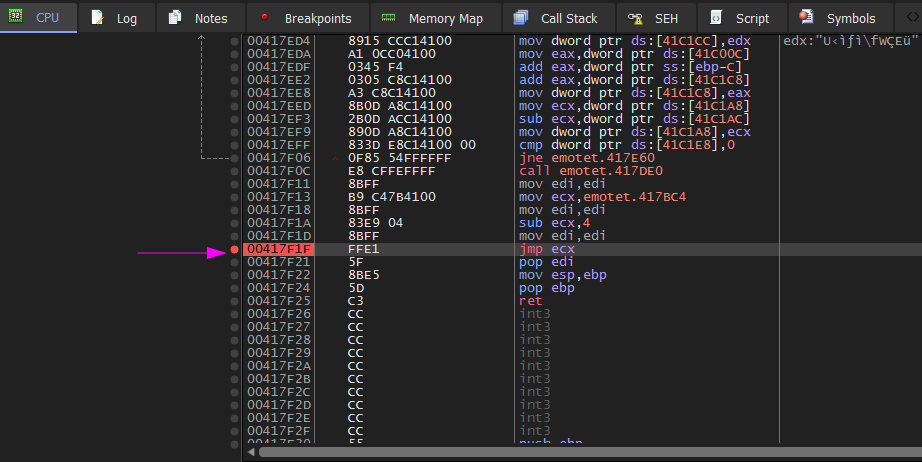 CPU Log Notes Breakpoints Memory Map Call Stack SEH Script Symbols
00417ED4 8915 CCC14100 mov dword ptr ds:[41C1CC],edx edx:"U‹ìƒì\fWÇEü"
00417EDA A1 0CC04100 mov eax,dword ptr ds:[41C00C]
00417EDF 0345 F4 add eax,dword ptr ss:[ebp-C]
00417EE2 0305 C8C14100 add eax,dword ptr ds:[41C1C8]
00417EE8 A3 C8C14100 mov dword ptr ds:[41C1C8],eax
00417EED 8B0D A8C14100 mov ecx,dword ptr ds:[41C1A8]
00417EF3 2B0D ACC14100 sub ecx,dword ptr ds:[41C1AC]
00417EF9 890D A8C14100 mov dword ptr ds:[41C1A8],ecx
00417EFF 833D E8C14100 00 cmp dword ptr ds:[41C1E8],0
00417F06 0F85 54FFFFFF jne emotet.417E60
00417F0C E8 CFFEFFFF call emotet.417DE0
00417F11 8BFF mov edi,edi
00417F13 B9 C47B4100 mov ecx,emotet.417BC4
00417F18 8BFF mov edi,edi
00417F1A 83E9 04 sub ecx,4
00417F1D 8BFF mov edi,edi
00417F1F FFE1 jmp ecx
00417F21 5F pop edi
00417F22 8BE5 mov esp,ebp
00417F24 5D pop ebp
00417F25 C3 ret
00417F26 CC int3
00417F27 CC int3
00417F28 CC int3
00417F29 CC int3
00417F2A CC int3
00417F2B CC int3
00417F2C CC int3
00417F2D CC int3
00417F2E CC int3
00417F2F CC int3
00417F30 55 push ebp